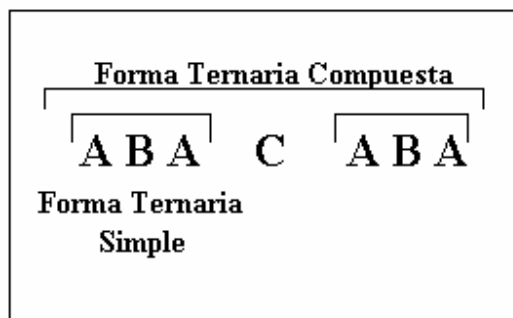 Forma Ternaria Compuesta
A B A C A B A
Forma Ternaria
Simple